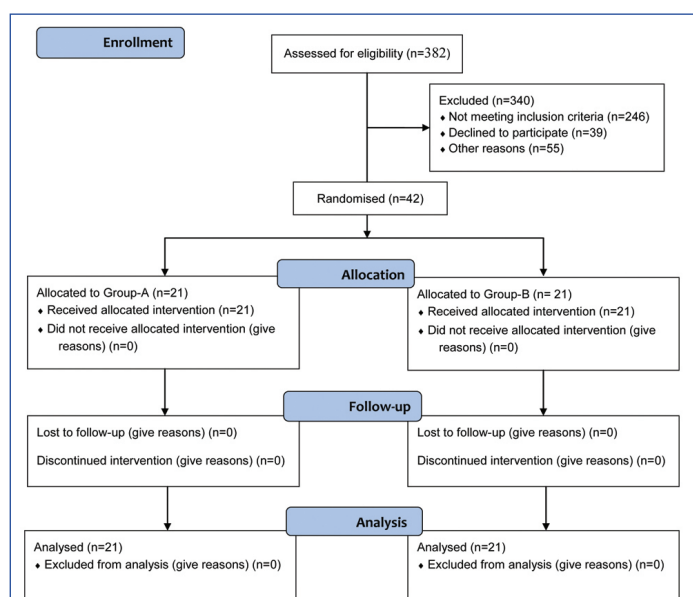 Enrollment
Assessed for eligibility (n=382)
Excluded (n=340)
♦ Not meeting inclusion criteria (n=246)
♦ Declined to participate (n=39)
♦ Other reasons (n=55)
Randomised (n=42)
Allocation
Allocated to Group-A (n=21)
♦ Received allocated intervention (n=21)
♦ Did not receive allocated intervention (give
reasons) (n=0)
Allocated to Group-B (n= 21)
♦ Received allocated intervention (n=21)
♦ Did not receive allocated intervention (give
reasons) (n=0)
Follow-up
Lost to follow-up (give reasons) (n=0)
Discontinued intervention (give reasons) (n=0)
Lost to follow-up (give reasons) (n=0)
Discontinued intervention (give reasons) (n=0)
Analysis
Analysed (n=21)
♦ Excluded from analysis (give reasons) (n=0)
Analysed (n=21)
♦ Excluded from analysis (give reasons) (n=0)